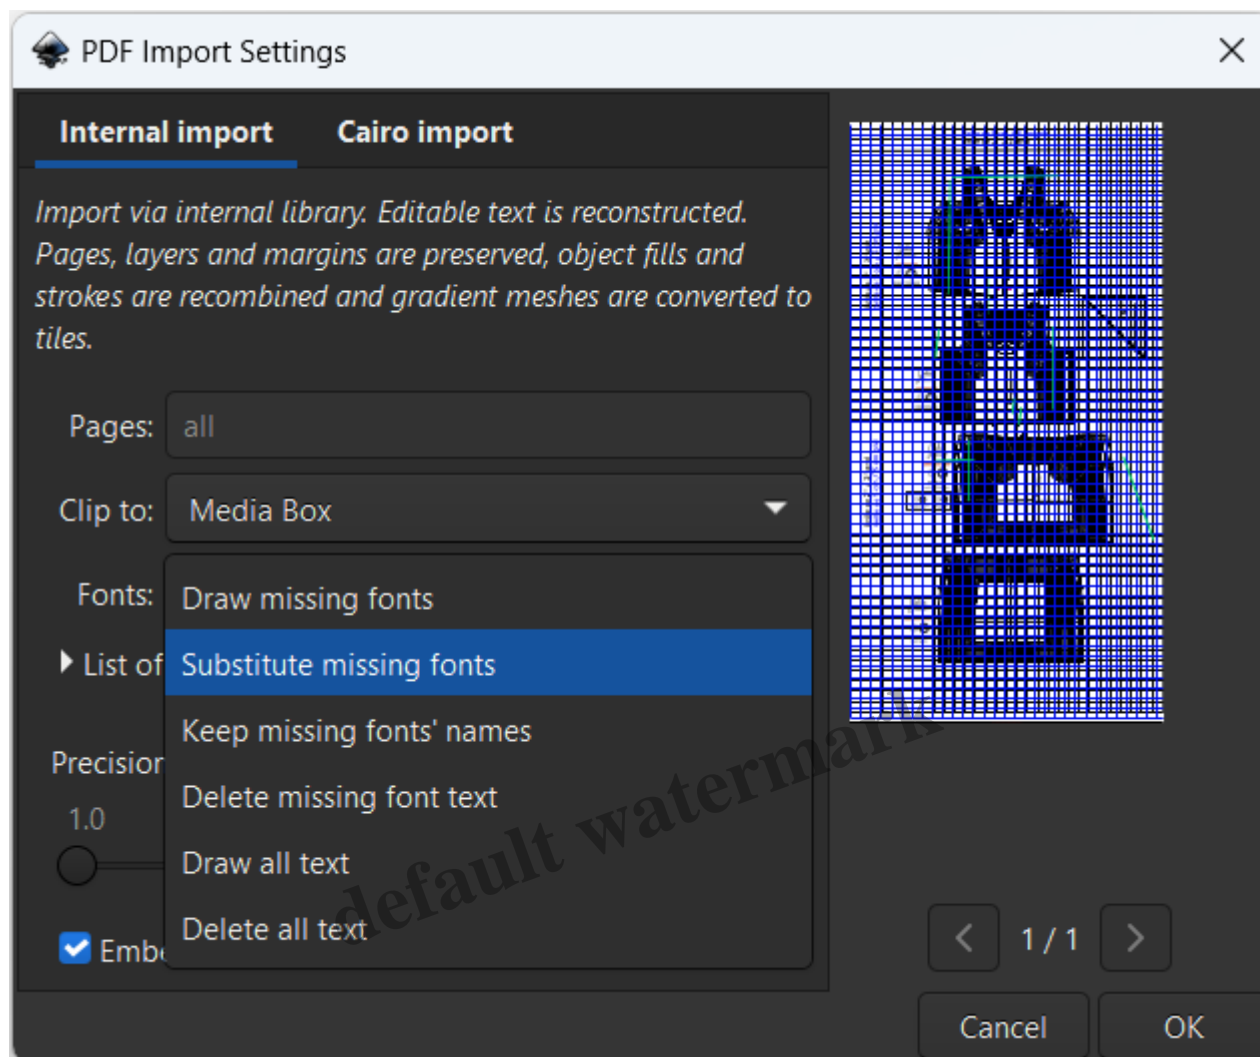 PDF Import Settings
Internal import
Cairo import
Import via internal library. Editable text is reconstructed.
Pages, layers and margins are preserved, object fills and
strokes are recombined and gradient meshes are converted to
tiles.
Pages:
all
Clip to:
Media Box
Fonts:
Draw missing fonts
List of
Substitute missing fonts
Keep missing fonts' names
Precision
Delete missing font text
1.0
Draw all text
Delete all text
Embe
default watermark
1 / 1
Cancel
OK